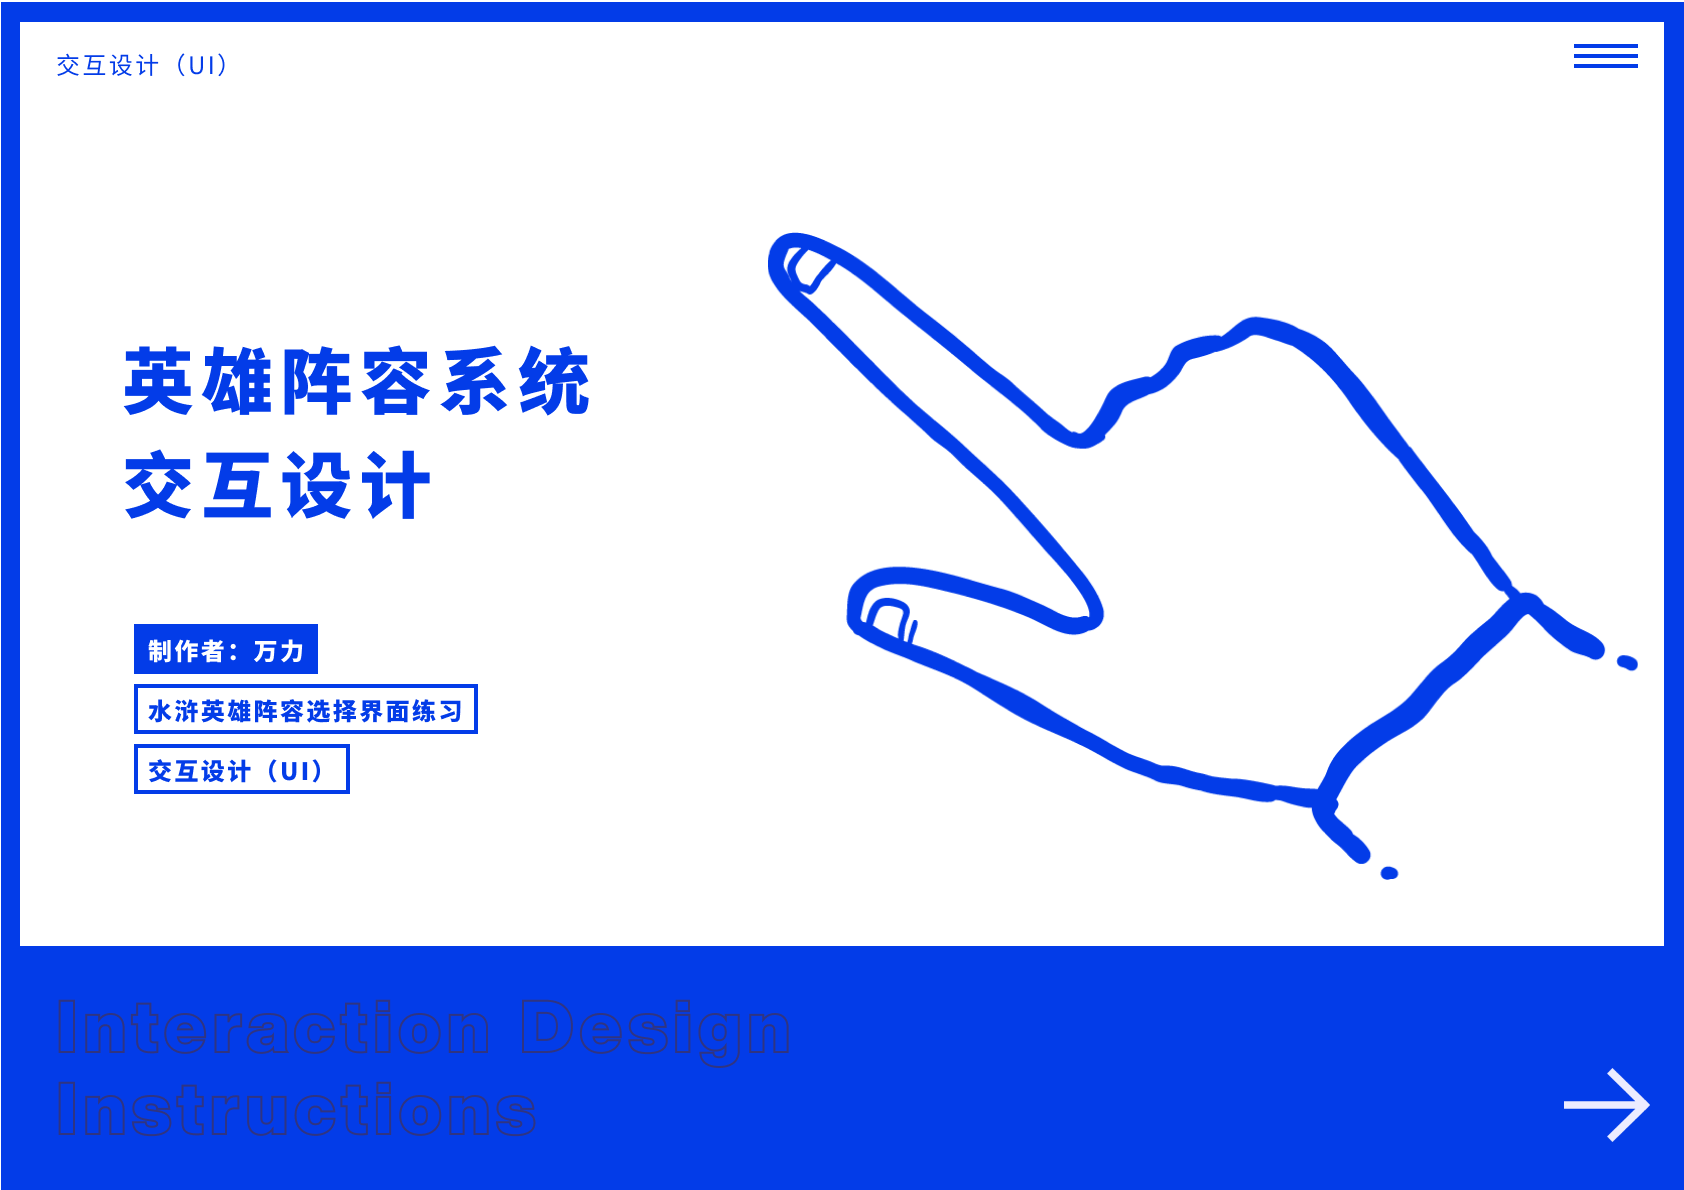 交互设计（UI）
英雄阵容系统
交互设计
制作者：万力
水浒英雄阵容选择界面练习
交互设计（UI）
Interaction Design
Instructions